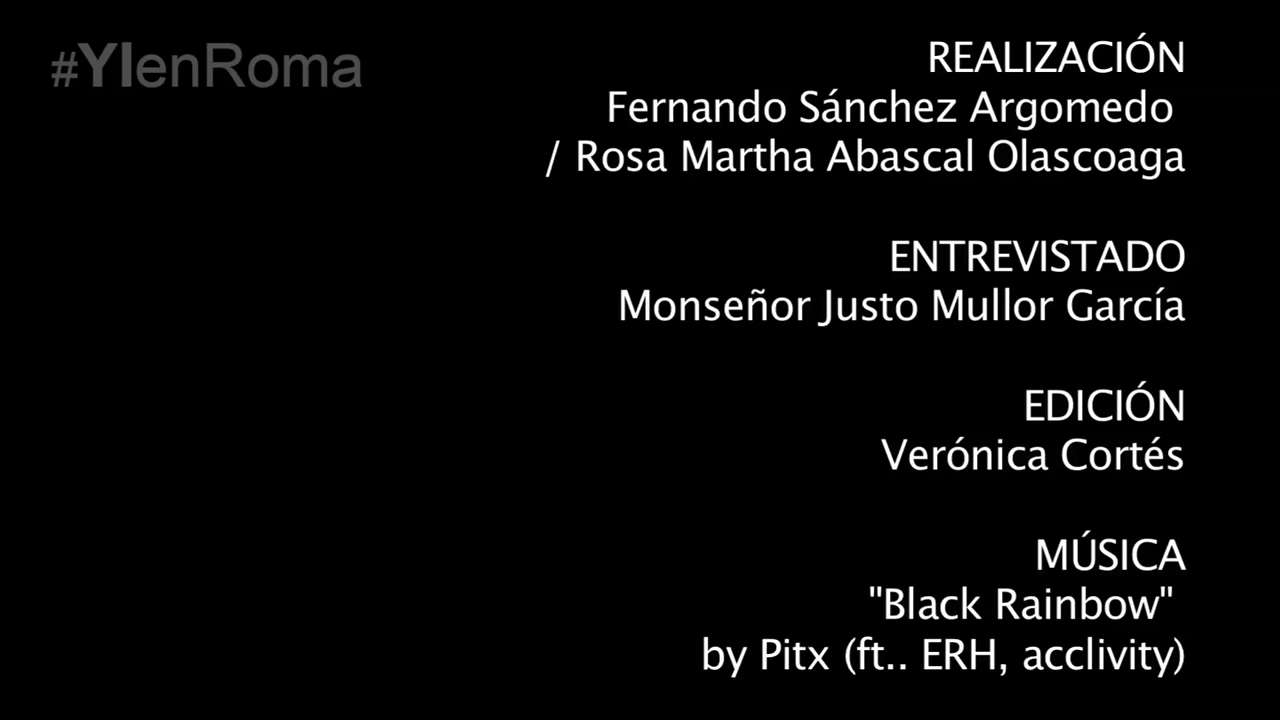 #YIenRoma
REALIZACIÓN
Fernando Sánchez Argomedo
/ Rosa Martha Abascal Olascoaga
ENTREVISTADO
Monseñor Justo Mullor García
EDICIÓN
Verónica Cortés
MÚSICA
"Black Rainbow"
by Pitx (ft.. ERH, acclivity)